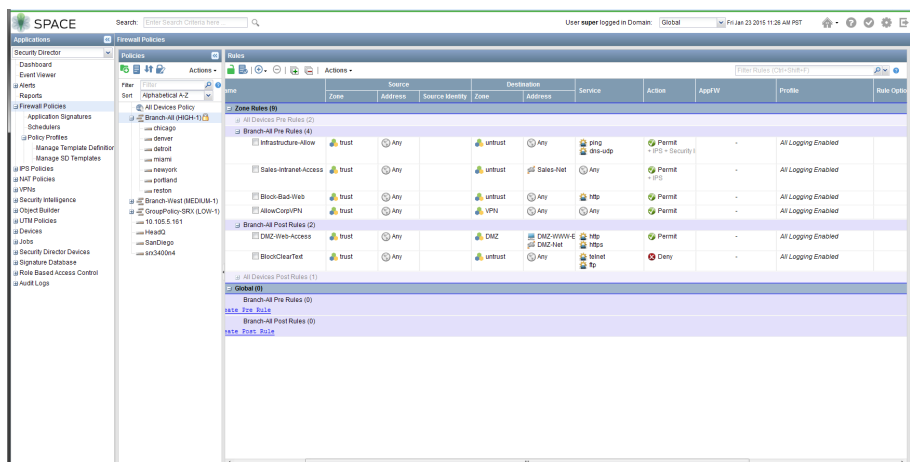 SPACE
Search: Enter Search Criteria here ...
User super logged in Domain: Global
Fri Jan 23 2015 11:26 AM PST
Applications
Firewall Policies
Security Director
Dashboard
Event Viewer
Alerts
Reports
Firewall Policies
Application Signatures
Schedulers
Policy Profiles
Manage Template Definition
Manage SD Templates
IPS Policies
NAT Policies
VPNs
Security Intelligence
Object Builder
UTM Policies
Devices
Jobs
Security Director Devices
Signature Database
Role Based Access Control
Audit Logs
Policies
Actions
Filter Filter
Sort Alphabetical A-Z
All Devices Policy
Branch-All (HIGH-1)
chicago
denver
detroit
miami
newyork
portland
reston
Branch-West (MEDIUM-1)
GroupPolicy-SRX (LOW-1)
10.105.5.161
HeadQ
SanDiego
srx3400n4
Rules
Actions
Filter Rules (Ctrl+Shift+F)
Source Destination
ame Zone Address Source Identity Zone Address Service Action AppFW Profile Rule Optio
Zone Rules (9)
All Devices Pre Rules (2)
Branch-All Pre Rules (4)
Infrastructure-Allow trust Any untrust Any ping Permit - All Logging Enabled
dns-udp + IPS + Security I
Sales-Intranet-Access trust Any untrust Sales-Net Any Permit - All Logging Enabled
+ IPS
Block-Bad-Web trust Any untrust Any http Permit - All Logging Enabled
AllowCorpVPN trust Any VPN Any Any Permit - All Logging Enabled
Branch-All Post Rules (2)
DMZ-Web-Access trust Any DMZ DMZ-WWW-E http Permit - All Logging Enabled
DMZ-Net https
BlockClearText trust Any untrust Any telnet Deny - All Logging Enabled
ftp
All Devices Post Rules (1)
Global (0)
Branch-All Pre Rules (0)
eate Pre Rule
Branch-All Post Rules (0)
eate Post Rule